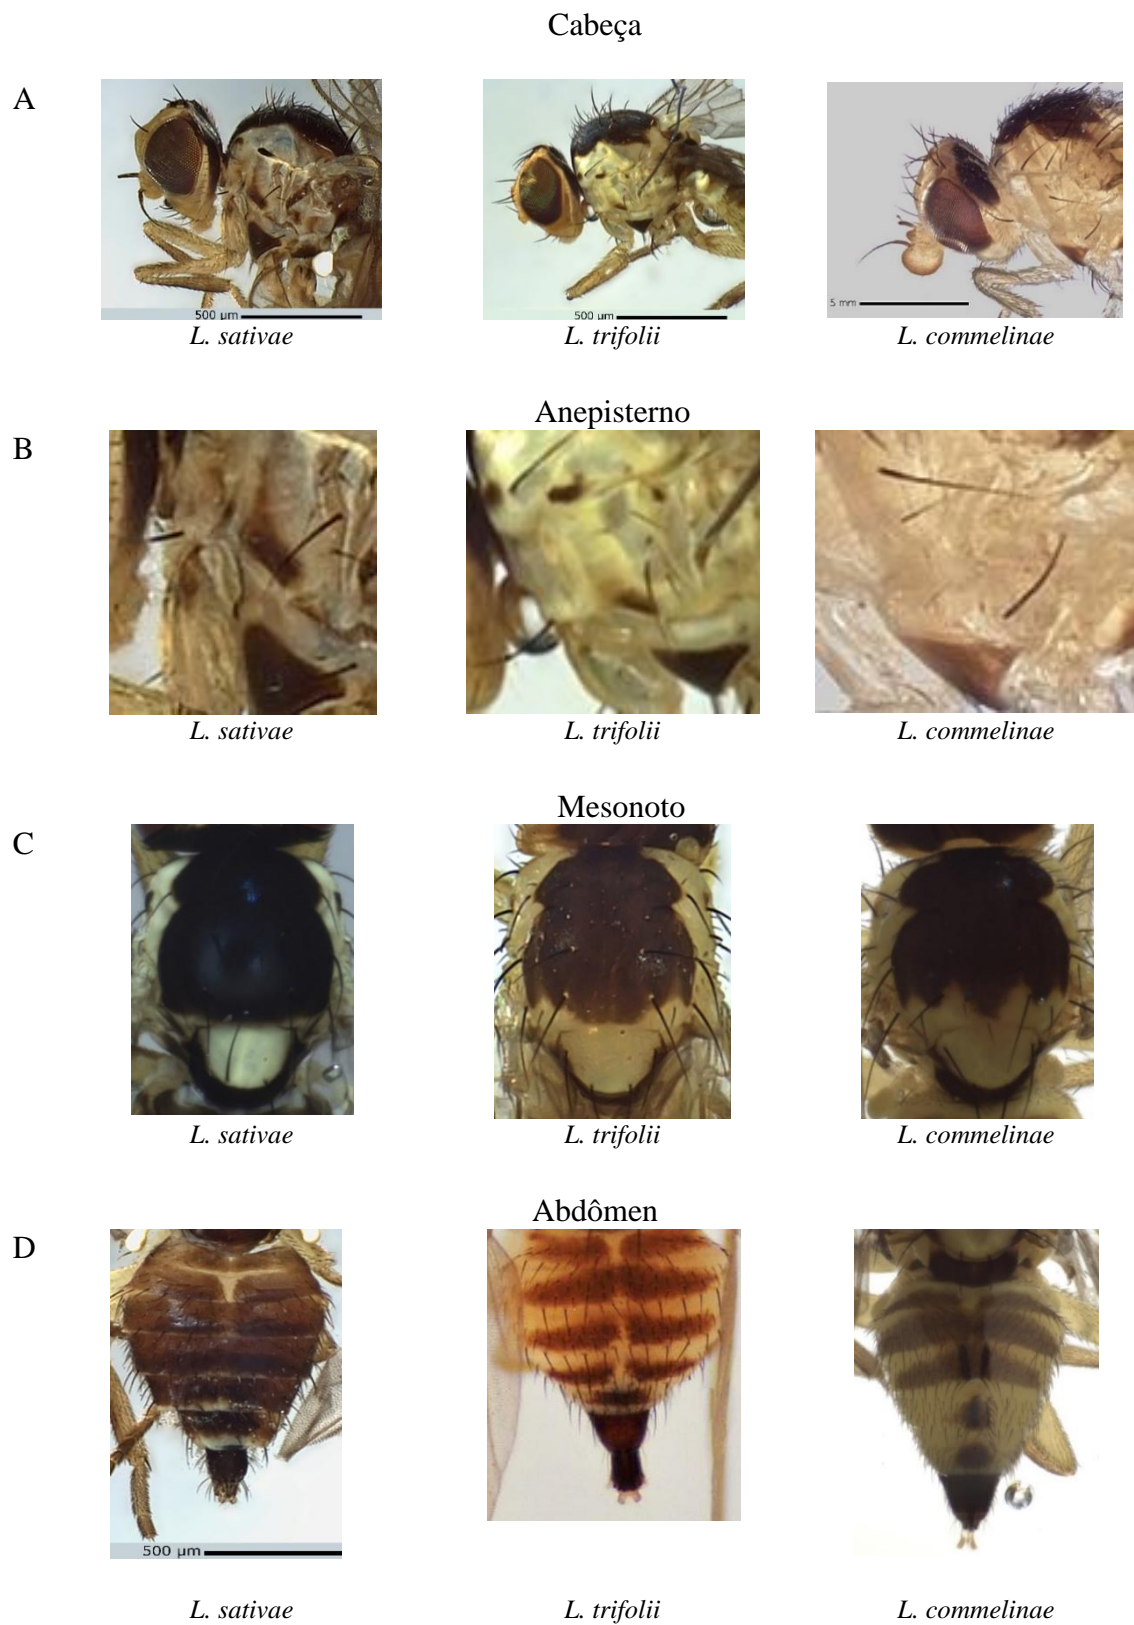 Cabeça
A
500 µm
500 µm
5 mm
L. sativae
L. trifolii
L. commelinae
Anepisterno
B
L. sativae
L. trifolii
L. commelinae
Mesonoto
C
L. sativae
L. trifolii
L. commelinae
Abdômen
D
500 µm
L. sativae
L. trifolii
L. commelinae